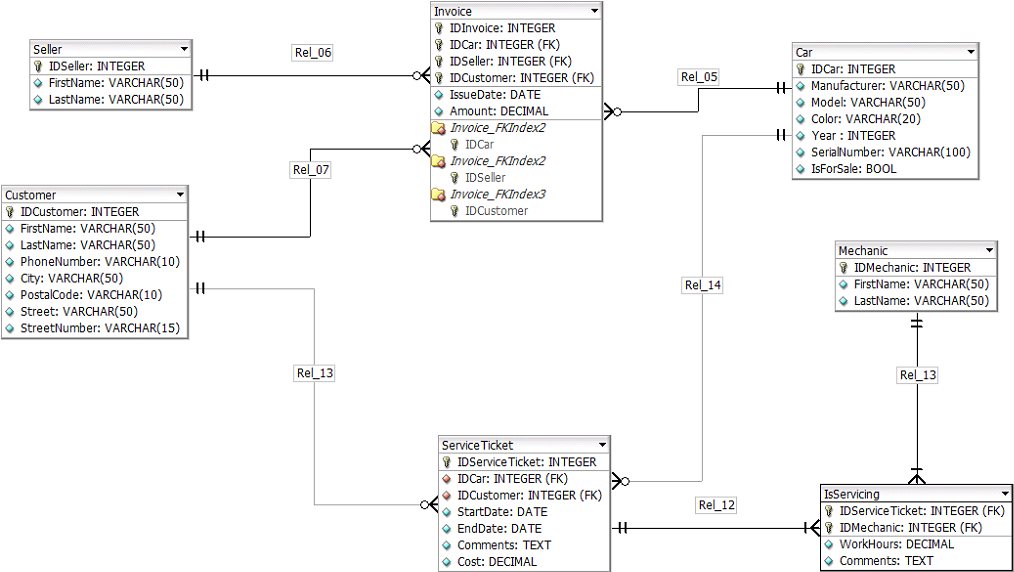 Invoice
IDInvoice: INTEGER
IDCar: INTEGER (FK)
IDSeller: INTEGER (FK)
IDCustomer: INTEGER (FK)
IssueDate: DATE
Amount: DECIMAL
Invoice_FKIndex2
IDCar
Invoice_FKIndex2
IDSeller
Invoice_FKIndex3
IDCustomer
Seller
IDSeller: INTEGER
FirstName: VARCHAR(50)
LastName: VARCHAR(50)
Rel_06
Rel_05
Car
IDCar: INTEGER
Manufacturer: VARCHAR(50)
Model: VARCHAR(50)
Color: VARCHAR(20)
Year : INTEGER
SerialNumber: VARCHAR(100)
IsForSale: BOOL
Rel_07
Customer
IDCustomer: INTEGER
FirstName: VARCHAR(50)
LastName: VARCHAR(50)
PhoneNumber: VARCHAR(10)
City: VARCHAR(50)
PostalCode: VARCHAR(10)
Street: VARCHAR(50)
StreetNumber: VARCHAR(15)
Mechanic
IDMechanic: INTEGER
FirstName: VARCHAR(50)
LastName: VARCHAR(50)
Rel_14
Rel_13
Rel_13
ServiceTicket
IDServiceTicket: INTEGER
IDCar: INTEGER (FK)
IDCustomer: INTEGER (FK)
StartDate: DATE
EndDate: DATE
Comments: TEXT
Cost: DECIMAL
Rel_12
IsServicing
IDServiceTicket: INTEGER (FK)
IDMechanic: INTEGER (FK)
WorkHours: DECIMAL
Comments: TEXT